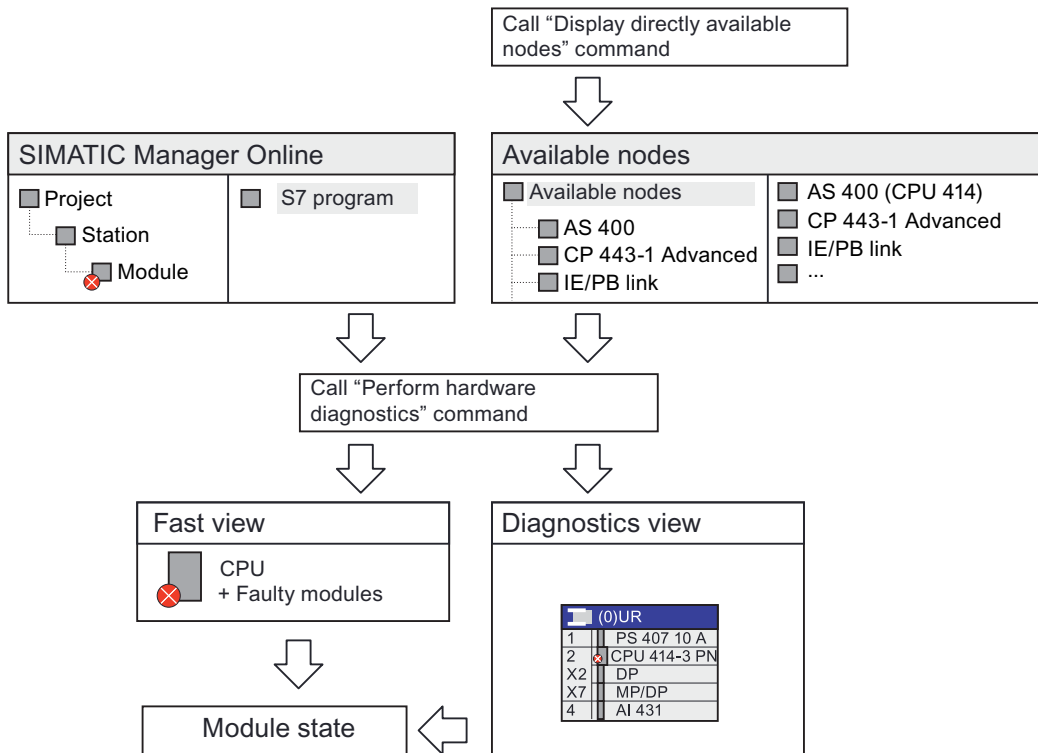 Call “Display directly available
nodes” command
SIMATIC Manager Online
Project
Station
Module
S7 program
Available nodes
Available nodes
AS 400
CP 443-1 Advanced
IE/PB link
AS 400 (CPU 414)
CP 443-1 Advanced
IE/PB link
...
Call “Perform hardware
diagnostics” command
Fast view
CPU
+ Faulty modules
Diagnostics view
(0)UR
1 PS 407 10 A
2 CPU 414-3 PN
X2 DP
X7 MP/DP
4 AI 431
Module state